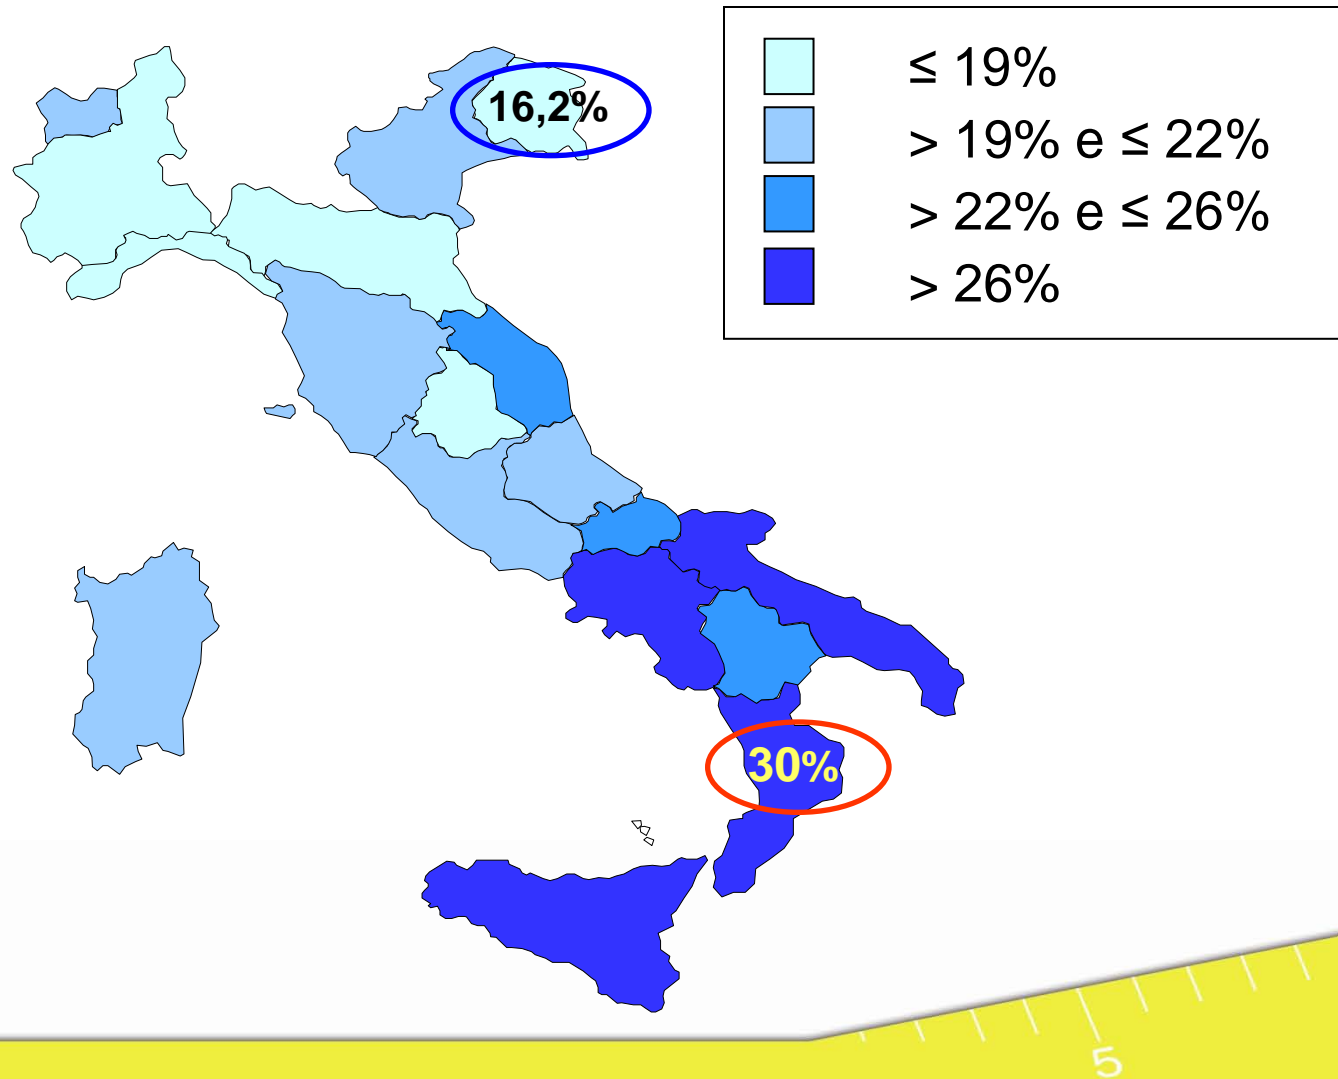 ≤ 19%
> 19% e ≤ 22%
> 22% e ≤ 26%
> 26%
16,2%
30%
5